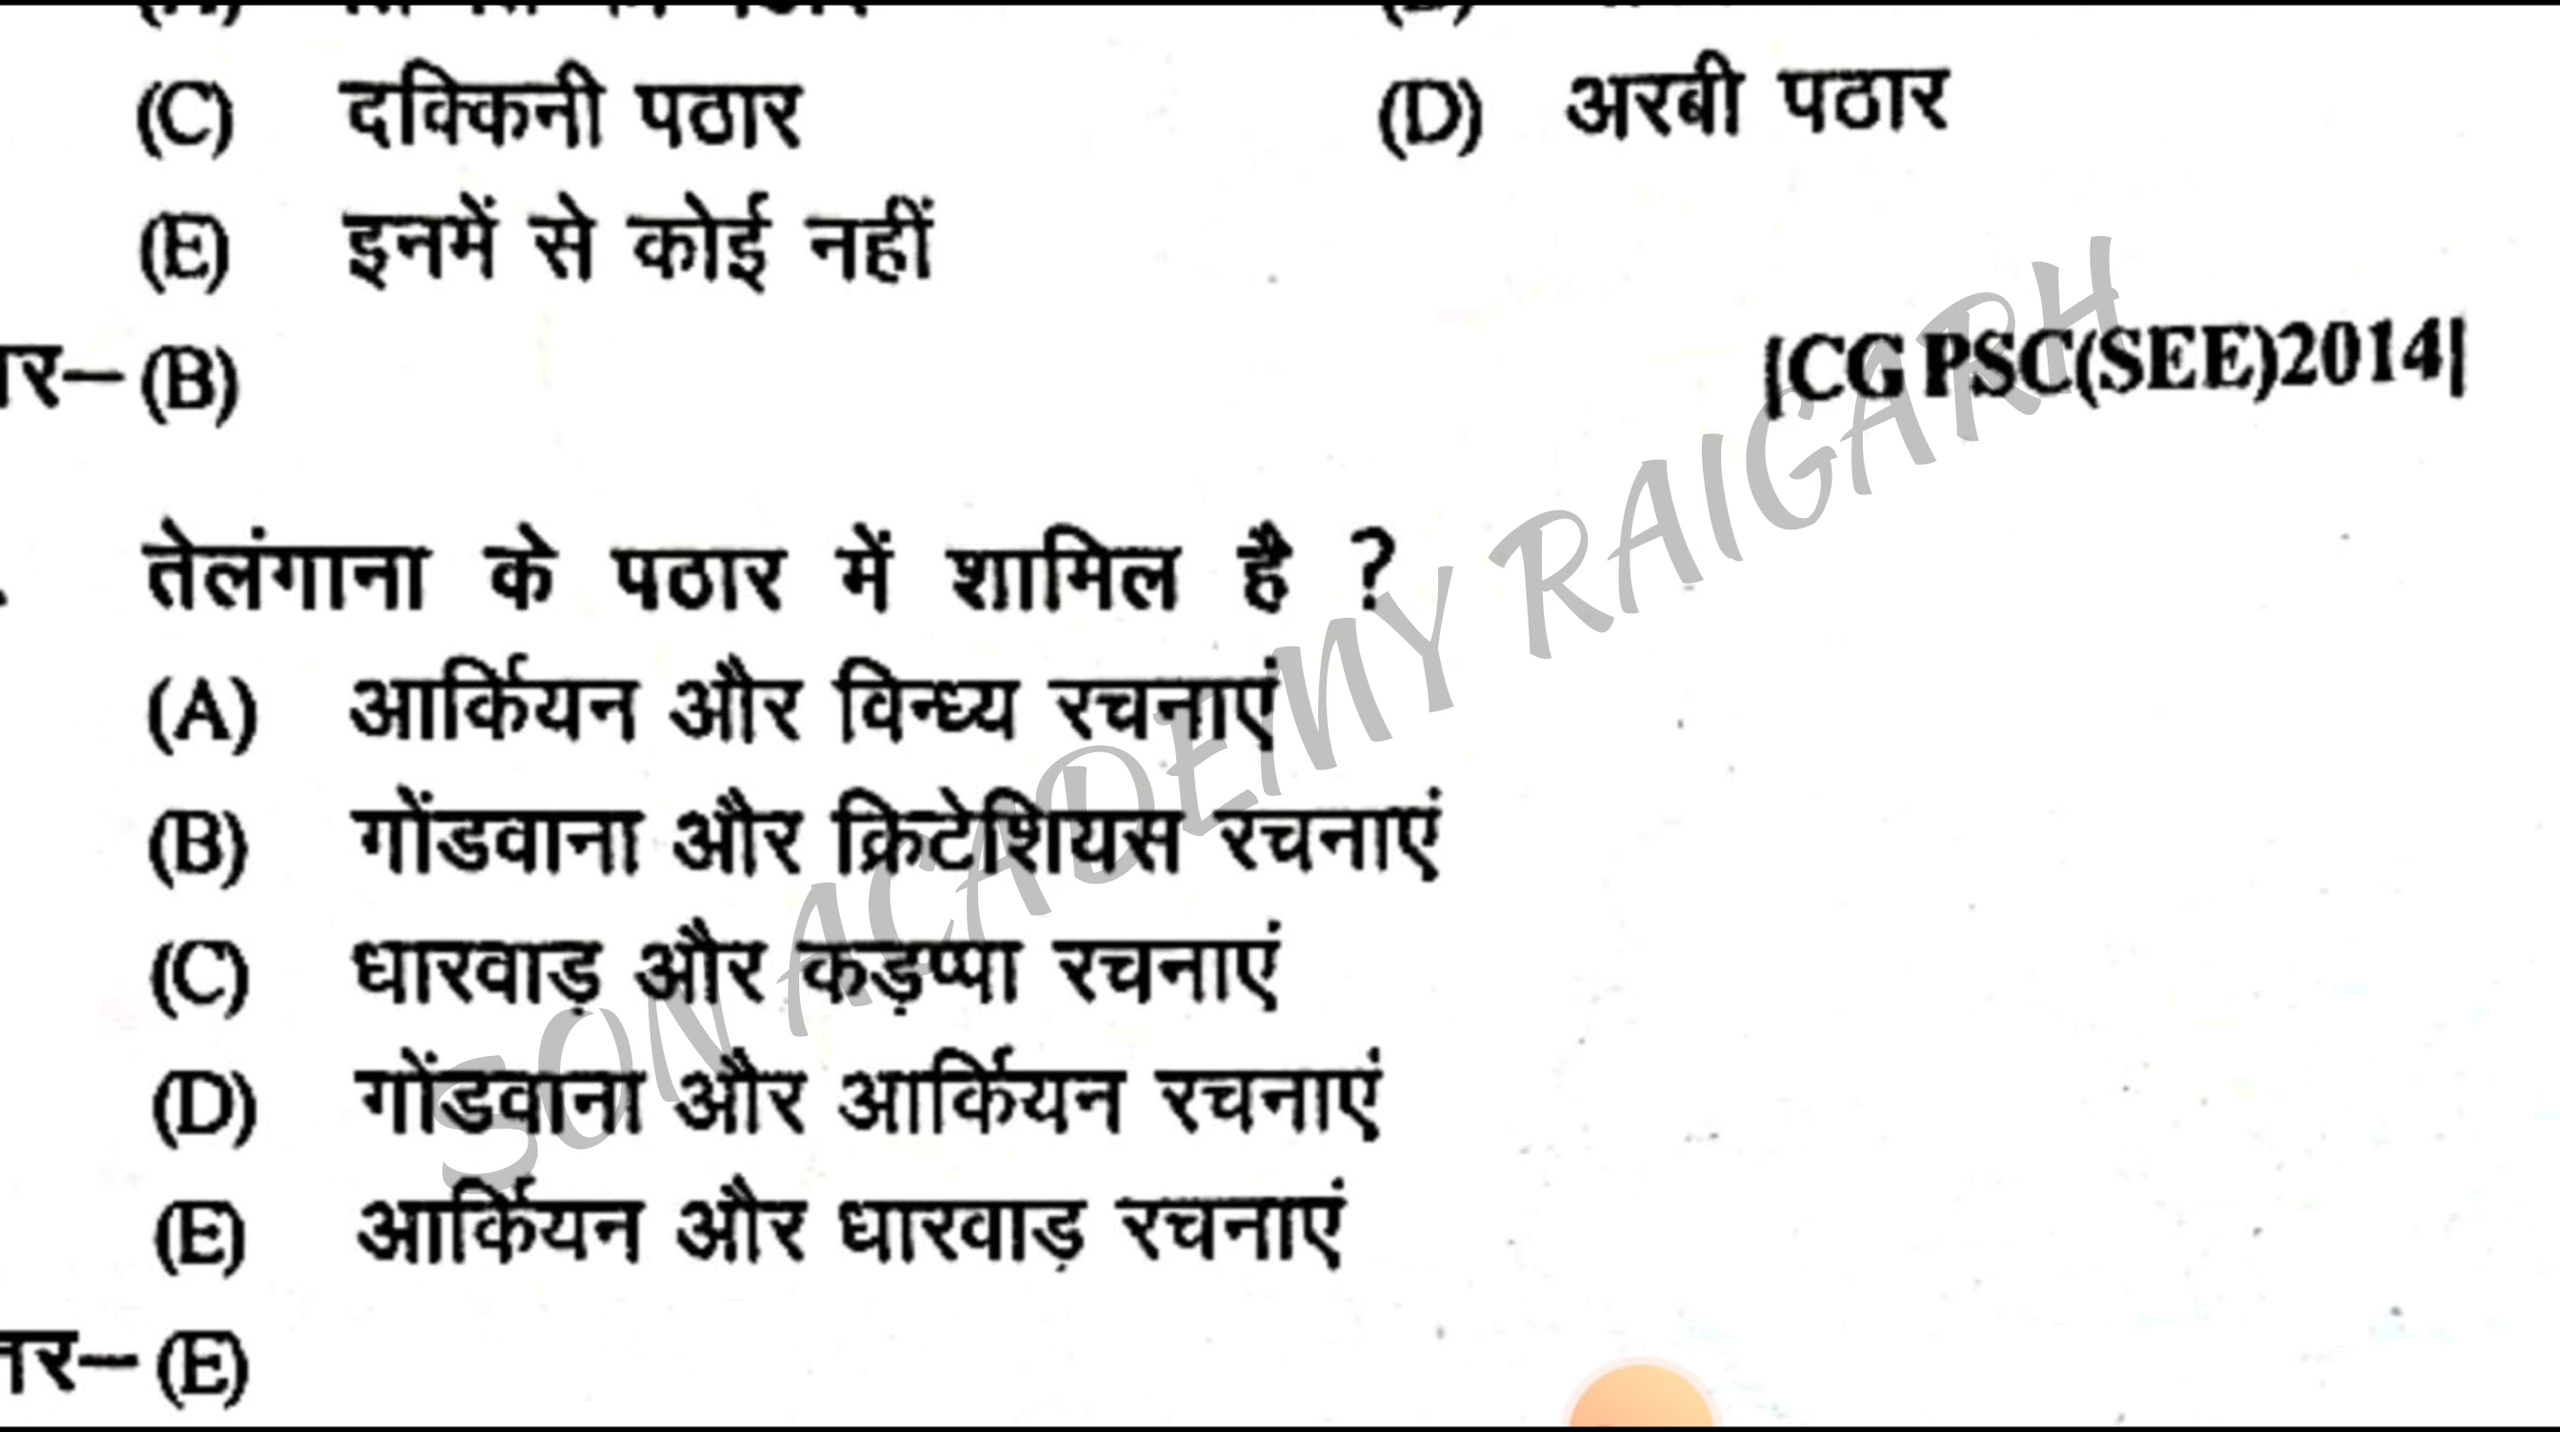 (C) दक्किनी पठार (D) अरबी पठार
(E) इनमें से कोई नहीं
(B) |CG PSC(SEE)2014|
तेलंगाना के पठार में शामिल है ?
(A) आर्कियन और विन्ध्य रचनाएं
(B) गोंडवाना और क्रिटेशियस रचनाएं
(C) धारवाड़ और कड़प्पा रचनाएं
(D) गोंडवाना और आर्कियन रचनाएं
(E) आर्कियन और धारवाड़ रचनाएं
(E)
SON ACADEMY RAIGARH